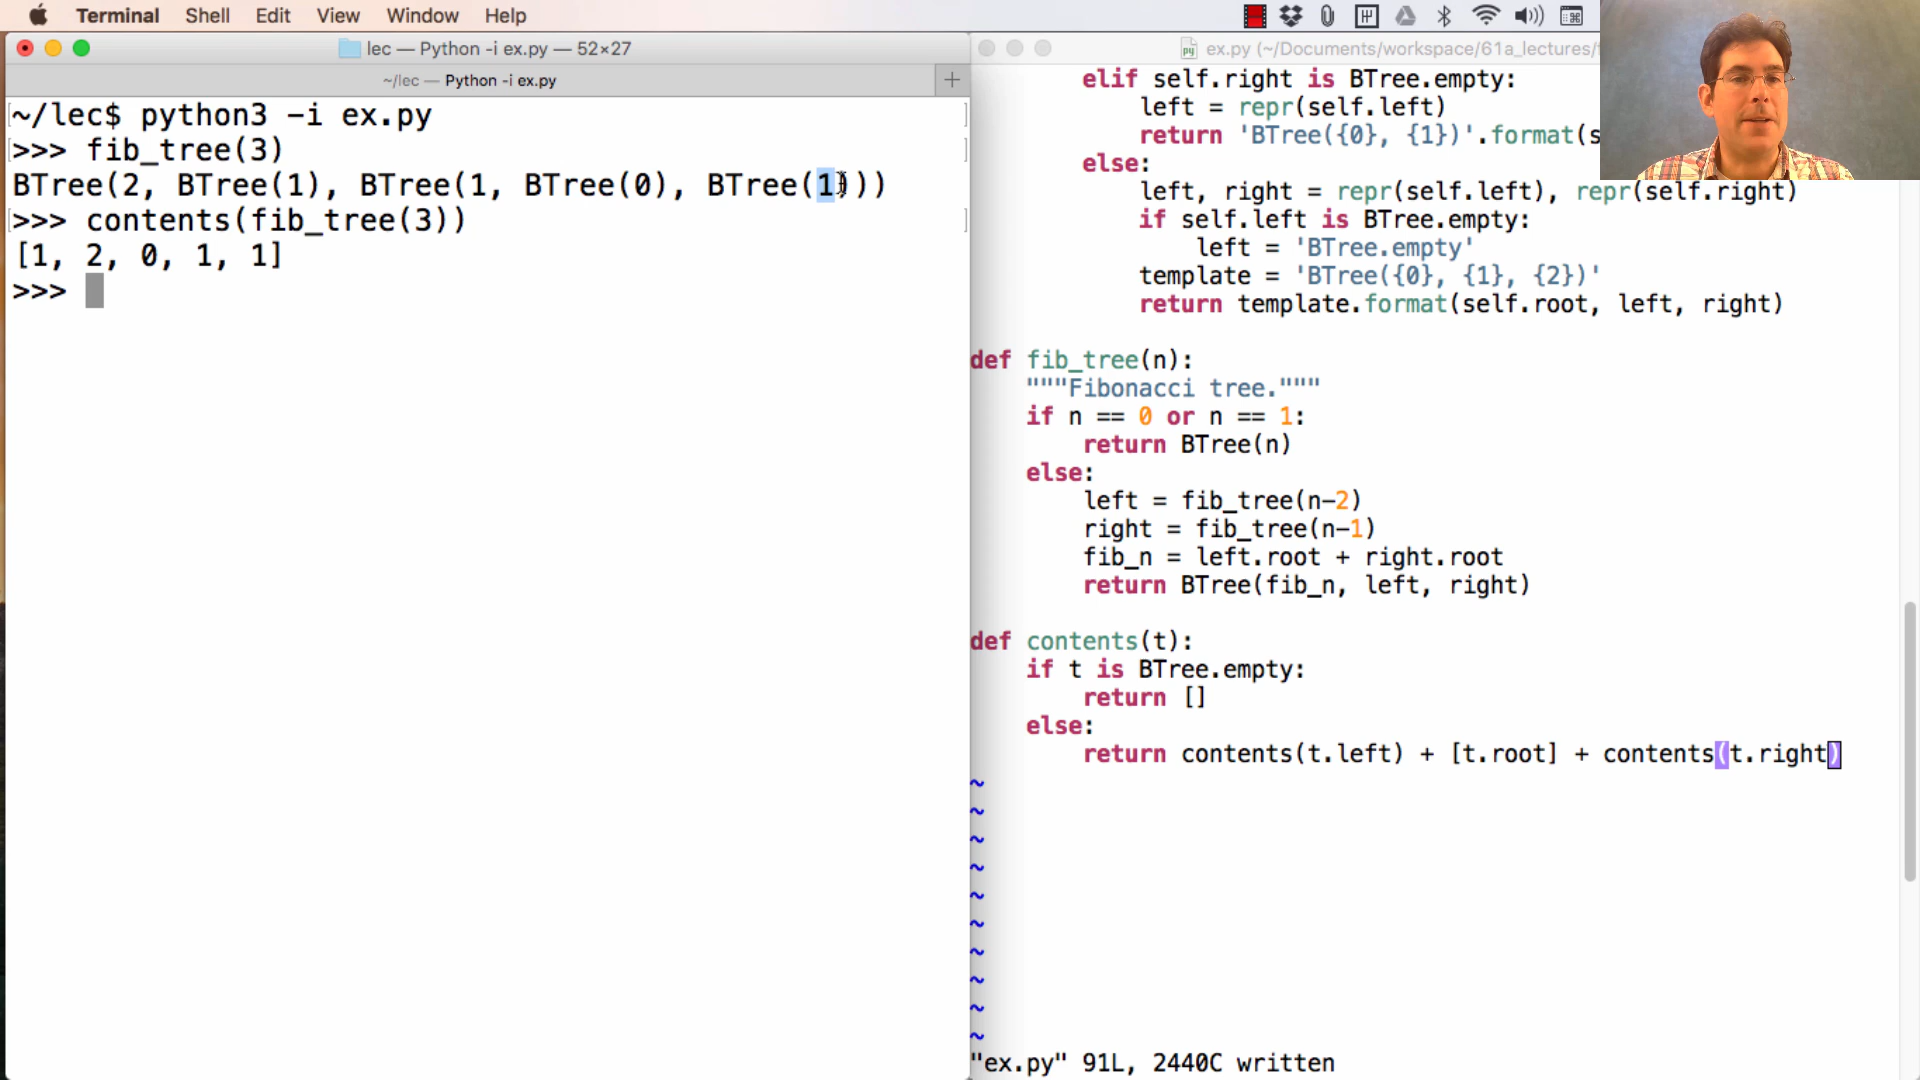 Terminal Shell Edit View Window Help
lec — Python -i ex.py — 52×27
~/lec — Python -i ex.py
~/lec$ python3 -i ex.py
>>> fib_tree(3)
BTree(2, BTree(1), BTree(1, BTree(0), BTree(1)))
>>> contents(fib_tree(3))
[1, 2, 0, 1, 1]
>>>
ex.py (~/Documents/workspace/61a_lectures/
elif self.right is BTree.empty:
left = repr(self.left)
return 'BTree({0}, {1})'.format(s
else:
left, right = repr(self.left), repr(self.right)
if self.left is BTree.empty:
left = 'BTree.empty'
template = 'BTree({0}, {1}, {2})'
return template.format(self.root, left, right)
def fib_tree(n):
"""Fibonacci tree."""
if n == 0 or n == 1:
return BTree(n)
else:
left = fib_tree(n-2)
right = fib_tree(n-1)
fib_n = left.root + right.root
return BTree(fib_n, left, right)
def contents(t):
if t is BTree.empty:
return []
else:
return contents(t.left) + [t.root] + contents(t.right)
~
~
~
~
~
~
~
~
~
~
"ex.py" 91L, 2440C written